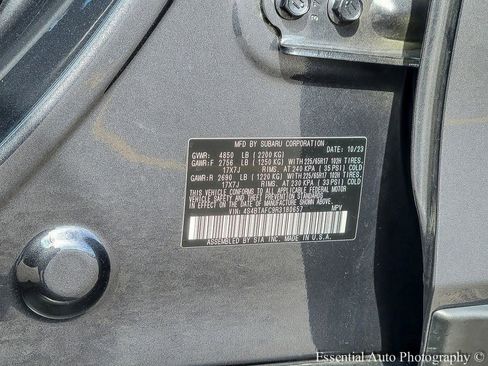 MFD BY SUBARU CORPORATION
GVWR: 4850 LB ( 2200 KG) DATE: 10/23
GAWR:F 2756 LB ( 1250 KG) WITH 225/65R17 102H TIRES.
17X7J RIMS. AT 240 KPA ( 35 PSI) COLD
GAWR:R 2690 LB ( 1220 KG) WITH 225/65R17 102H TIRES.
17X7J RIMS. AT 230 KPA ( 33 PSI) COLD
THIS VEHICLE CONFORMS TO ALL APPLICABLE FEDERAL MOTOR
VEHICLE SAFETY AND THEFT PREVENTION STANDARDS
IN EFFECT ON THE DATE OF MANUFACTURE SHOWN ABOVE.
VIN: 4S4BTAFC9R3180657 MPV
ASSEMBLED BY SIA INC. MADE IN U.S.A.
Essential Auto Photography ©